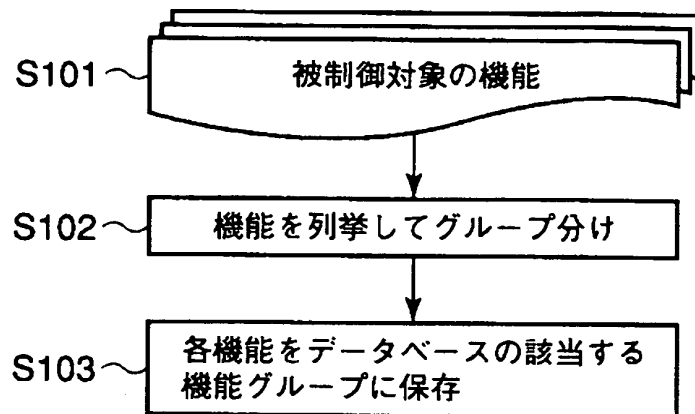 S101 被制御対象の機能
S102 機能を列挙してグループ分け
S103 各機能をデータベースの該当する
機能グループに保存